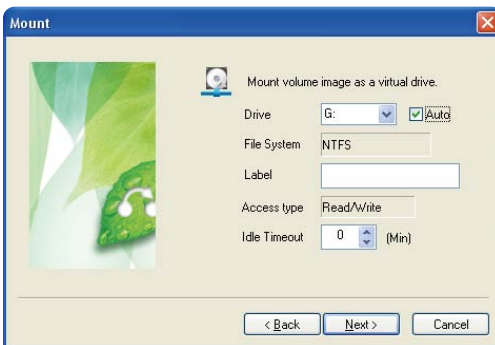 Mount
Mount volume image as a virtual drive.
Drive G: Auto
File System NTFS
Label
Access type Read/Write
Idle Timeout 0 (Min)
< Back Next > Cancel